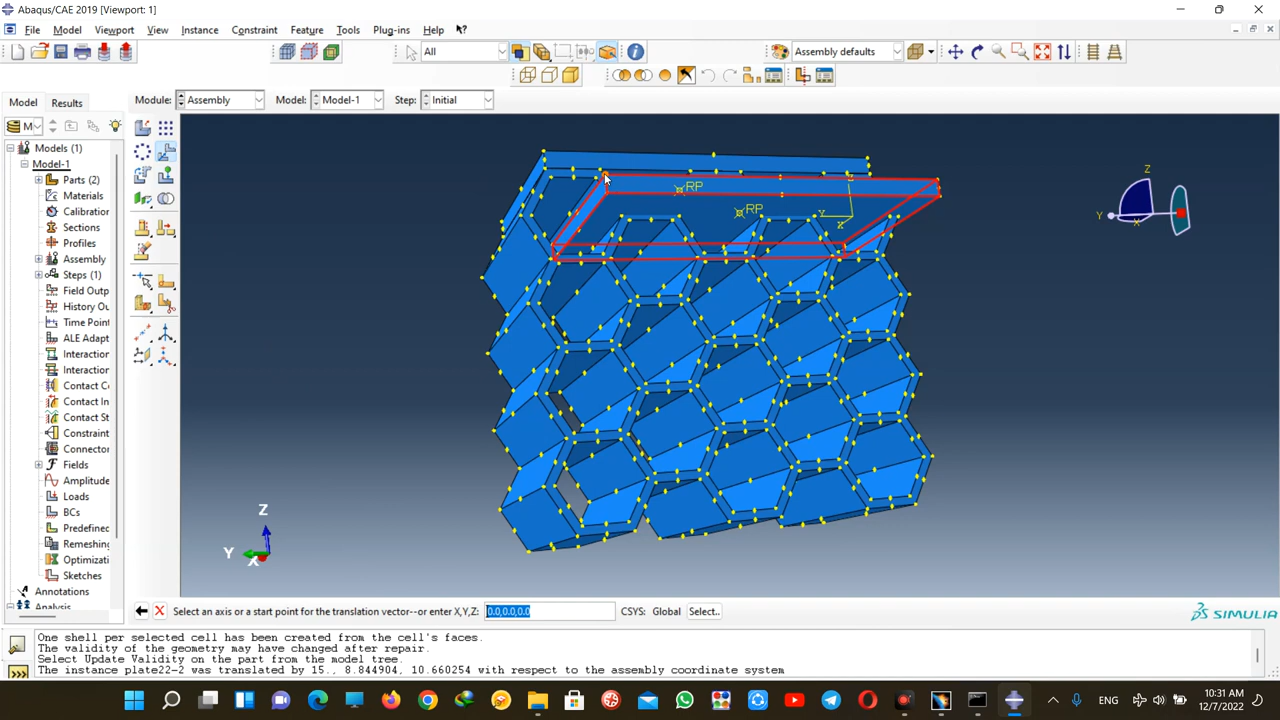 Abaqus/CAE 2019 [Viewport: 1]
File Model Viewport View Instance Constraint Feature Tools Plug-ins Help
All
Assembly defaults
Model Results
Module: Assembly Model: Model-1 Step: Initial
M
Models (1)
Model-1
Parts (2)
Materials
Calibration
Sections
Profiles
Assembly
Steps (1)
Field Outp
History Ou
Time Point
ALE Adapt
Interaction
Interaction
Contact Co
Contact In
Contact St
Constraint
Connector
Fields
Amplitude
Loads
BCs
Predefined
Remeshing
Optimizati
Sketches
Annotations
Analysis
RP
RP
Z
Y
X
Z
Y
X
Z
Y
X
Select an axis or a start point for the translation vector--or enter X,Y,Z: 0.0,0.0,0.0 CSYS: Global Select..
SIMULIA
One shell per selected cell has been created from the cell's faces.
The validity of the geometry may have changed after repair.
Select Update Validity on the part from the model tree.
The instance plate22-2 was translated by 15., 8.844904, 10.660254 with respect to the assembly coordinate system
ENG
10:31 AM
12/7/2022